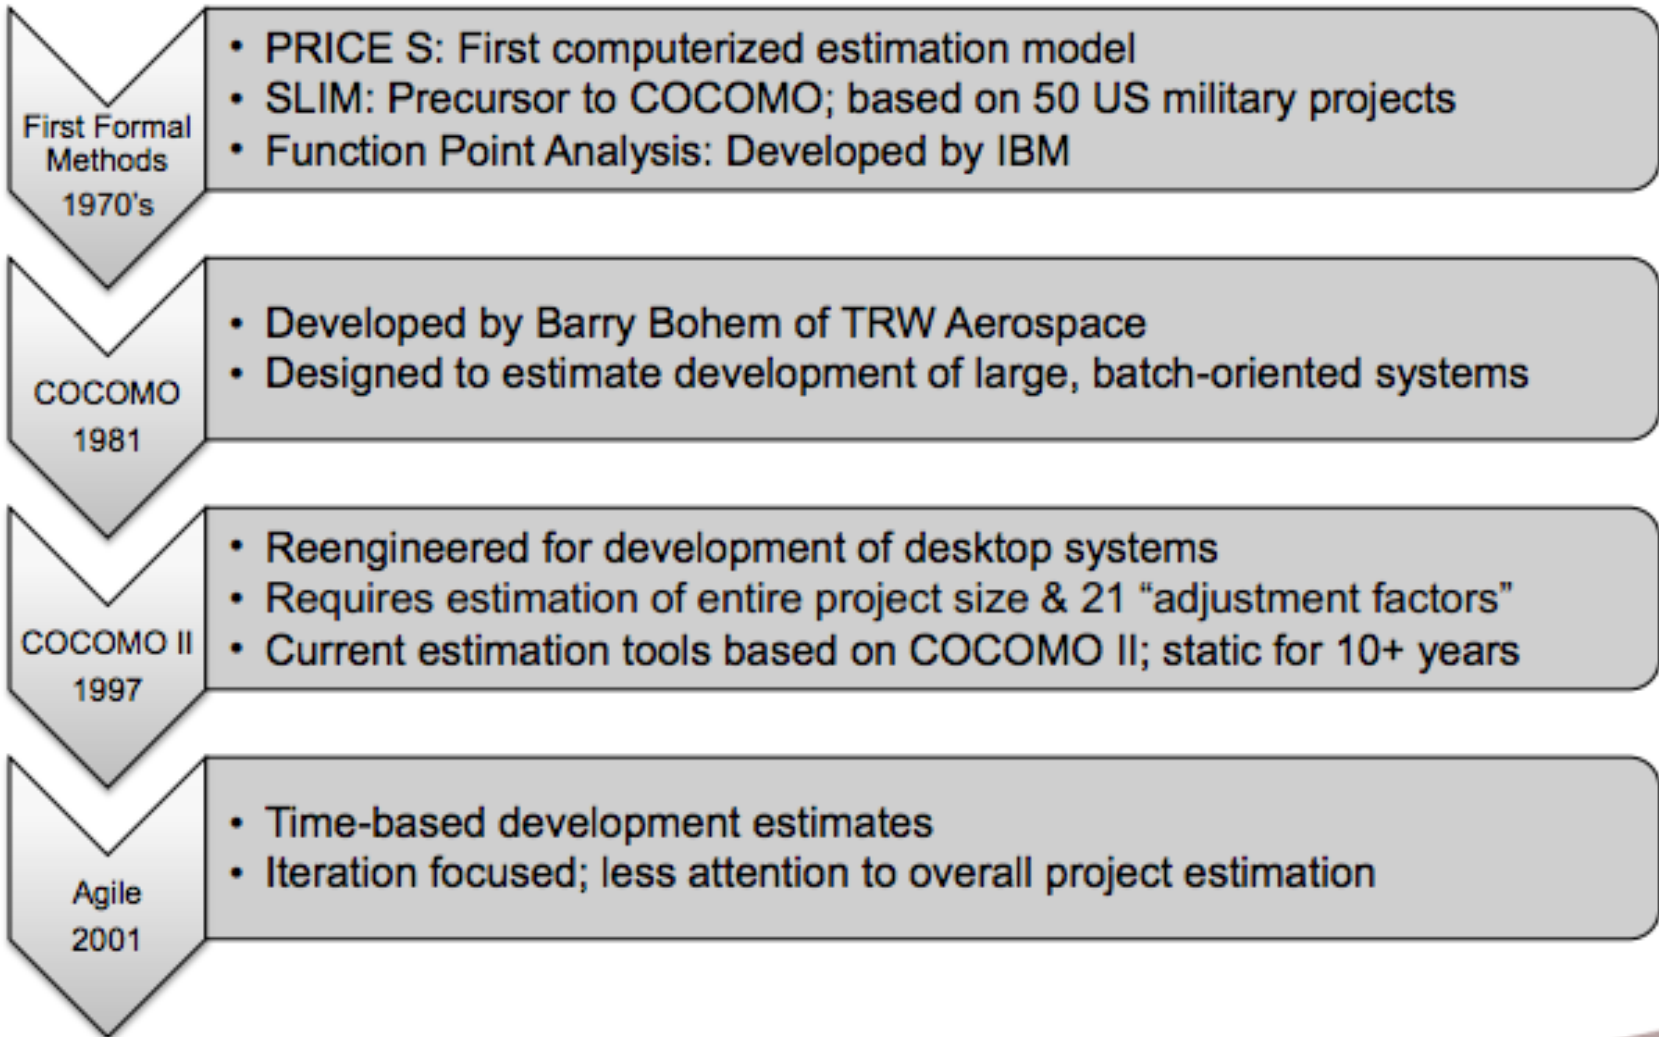 First Formal
Methods
1970's
• PRICE S: First computerized estimation model
• SLIM: Precursor to COCOMO; based on 50 US military projects
• Function Point Analysis: Developed by IBM
COCOMO
1981
• Developed by Barry Bohem of TRW Aerospace
• Designed to estimate development of large, batch-oriented systems
COCOMO II
1997
• Reengineered for development of desktop systems
• Requires estimation of entire project size & 21 “adjustment factors”
• Current estimation tools based on COCOMO II; static for 10+ years
Agile
2001
• Time-based development estimates
• Iteration focused; less attention to overall project estimation